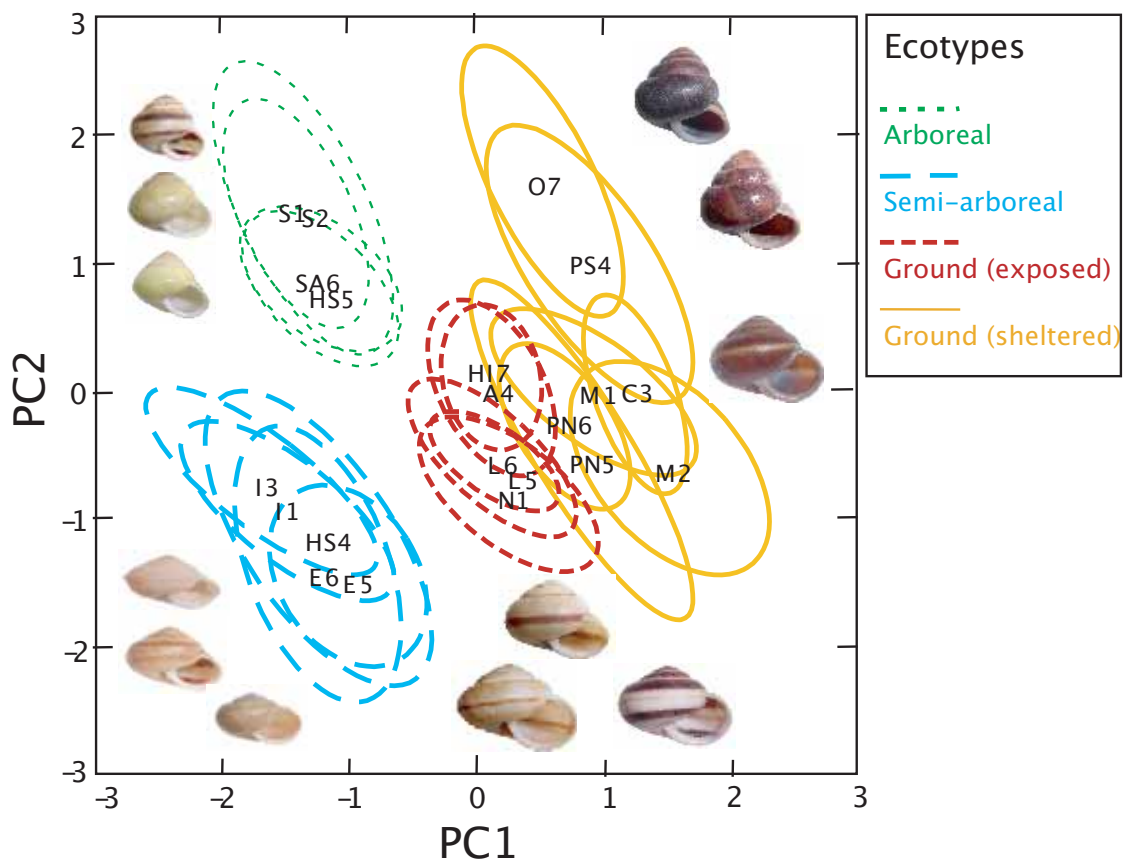 3
2
1
0
−1
−2
−3
PC2
S1
S2
SA6
HS5
O7
PS4
HI7
A4
M1
C3
PN6
PN5
M2
L6
L5
N1
I3
I1
HS4
E6
E5
−3
−2
−1
0
1
2
3
PC1
Ecotypes
Arboreal
Semi-arboreal
Ground (exposed)
Ground (sheltered)